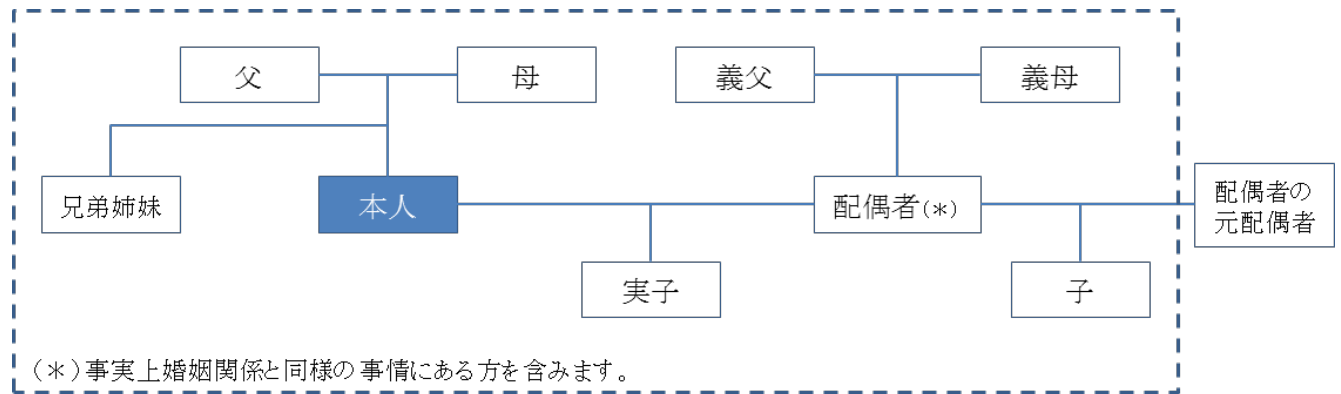 父
母
義父
義母
兄弟姉妹
本人
配偶者(*)
配偶者の
元配偶者
実子
子
(*)事実上婚姻関係と同様の事情にある方を含みます。